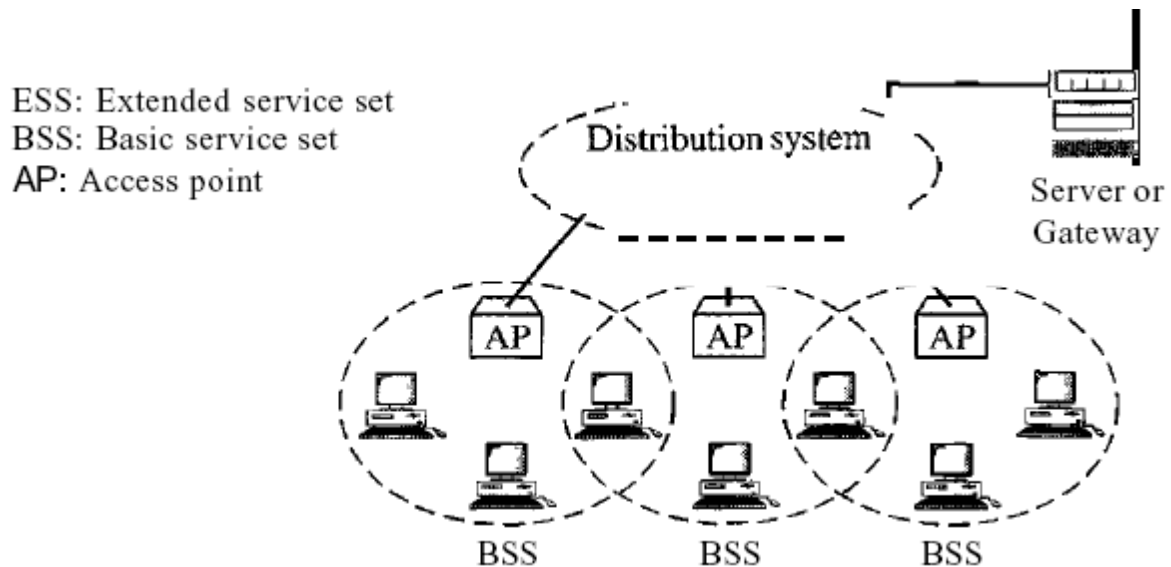 ESS: Extended service set
BSS: Basic service set
AP: Access point
Distribution system
Server or
Gateway
AP
AP
AP
BSS
BSS
BSS